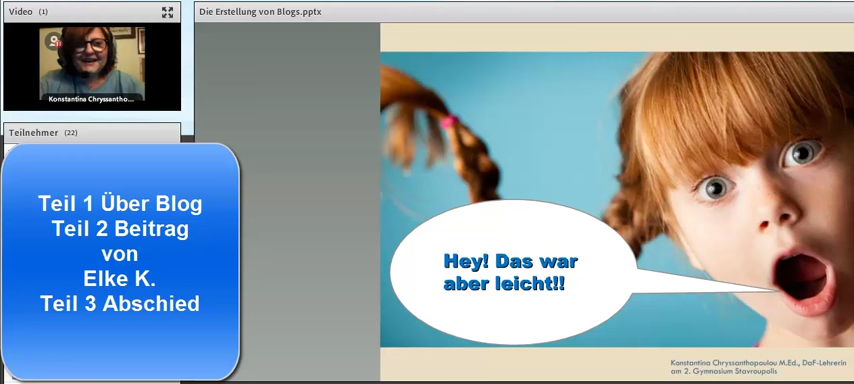 Video (1)
Konstantina Chryssantho...
Teilnehmer (22)
Teil 1 Über Blog
Teil 2 Beitrag
von
Elke K.
Teil 3 Abschied
Die Erstellung von Blogs.pptx
Hey! Das war
aber leicht!!
Konstantina Chryssanthopoulou M.Ed., DaF-Lehrerin
am 2. Gymnasium Stavroupolis